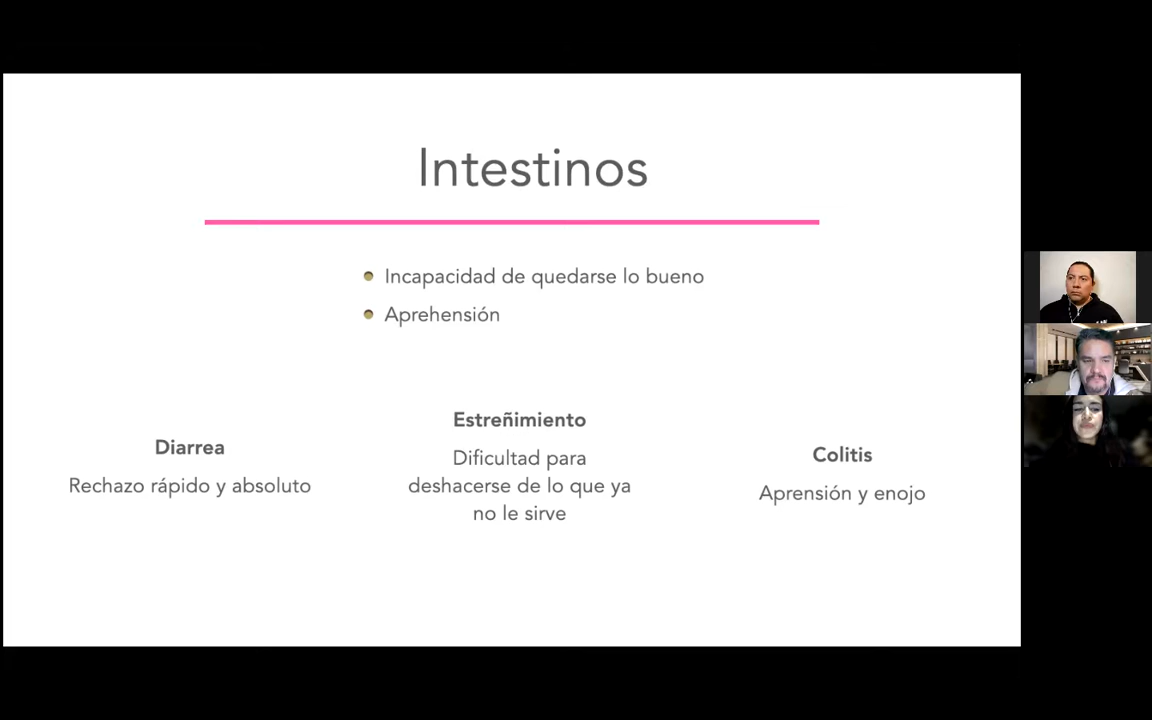 Intestinos
Incapacidad de quedarse lo bueno
Aprehensión
Diarrea
Rechazo rápido y absoluto
Estreñimiento
Dificultad para
deshacerse de lo que ya
no le sirve
Colitis
Aprensión y enojo